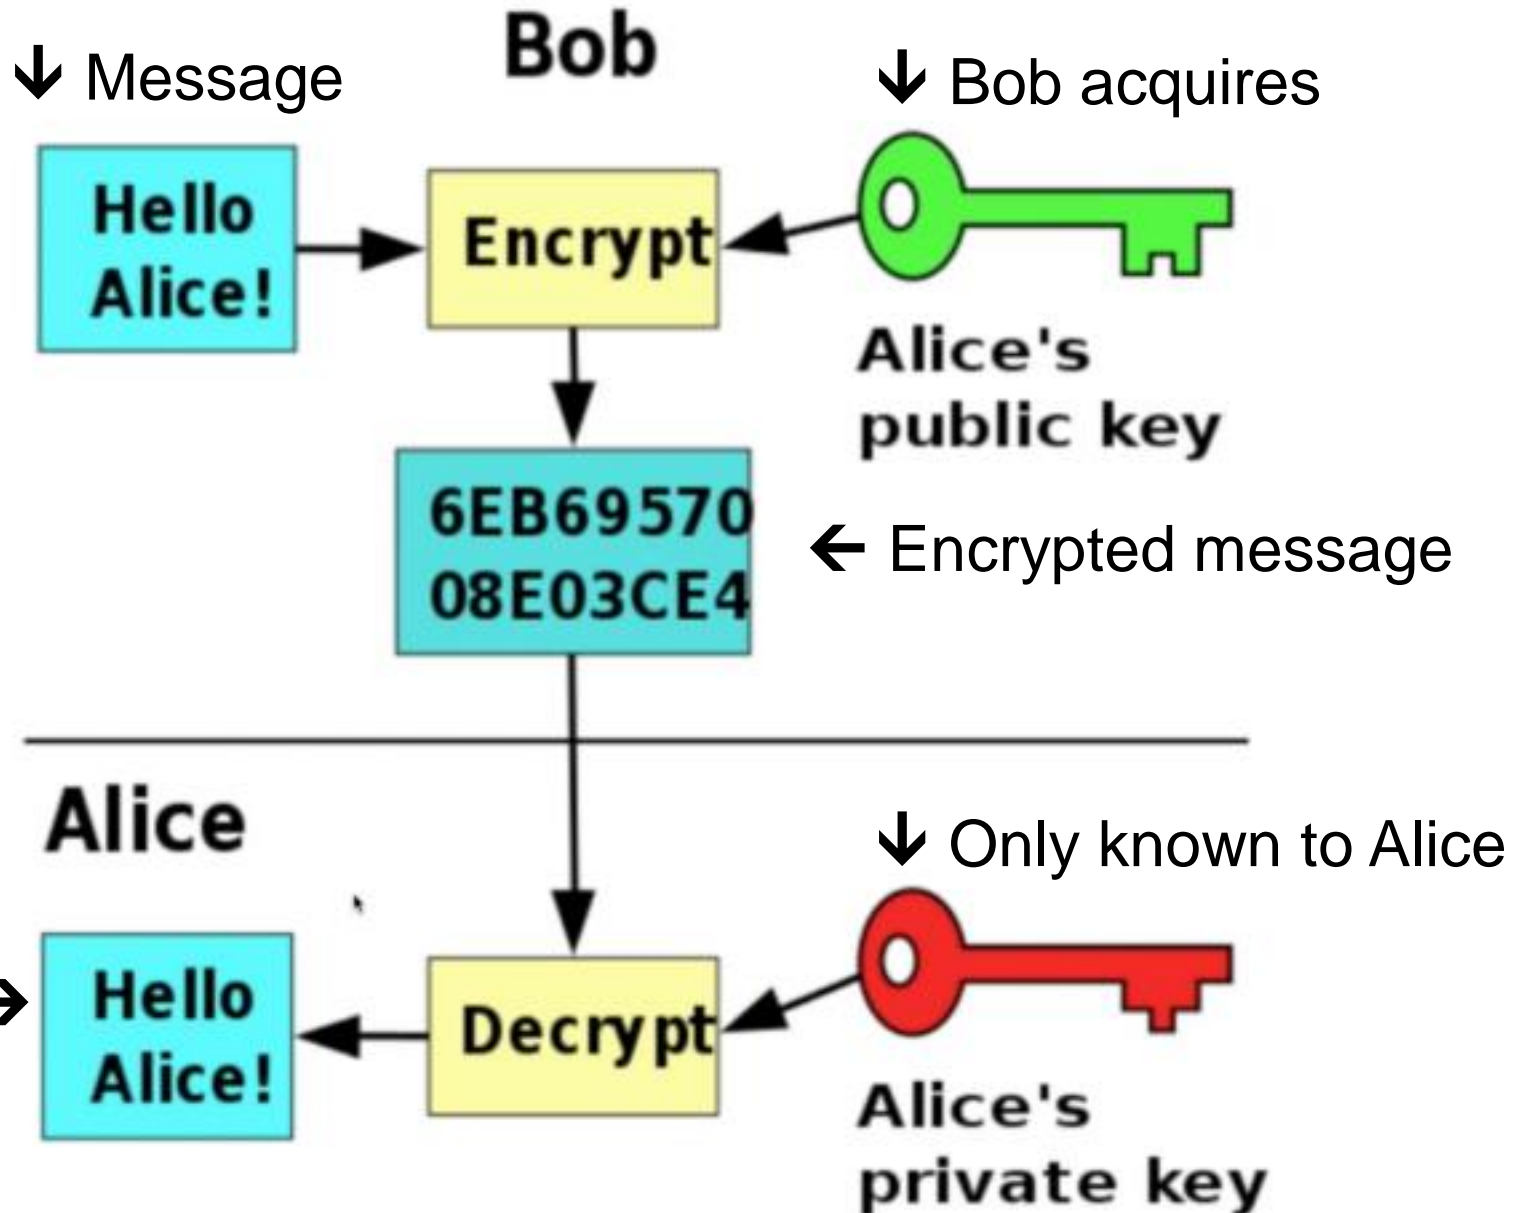 Bob
↓ Message
↓ Bob acquires
Hello
Alice!
Encrypt
Alice's
public key
6EB69570
08E03CE4
← Encrypted message
Alice
↓ Only known to Alice
→
Hello
Alice!
Decrypt
Alice's
private key